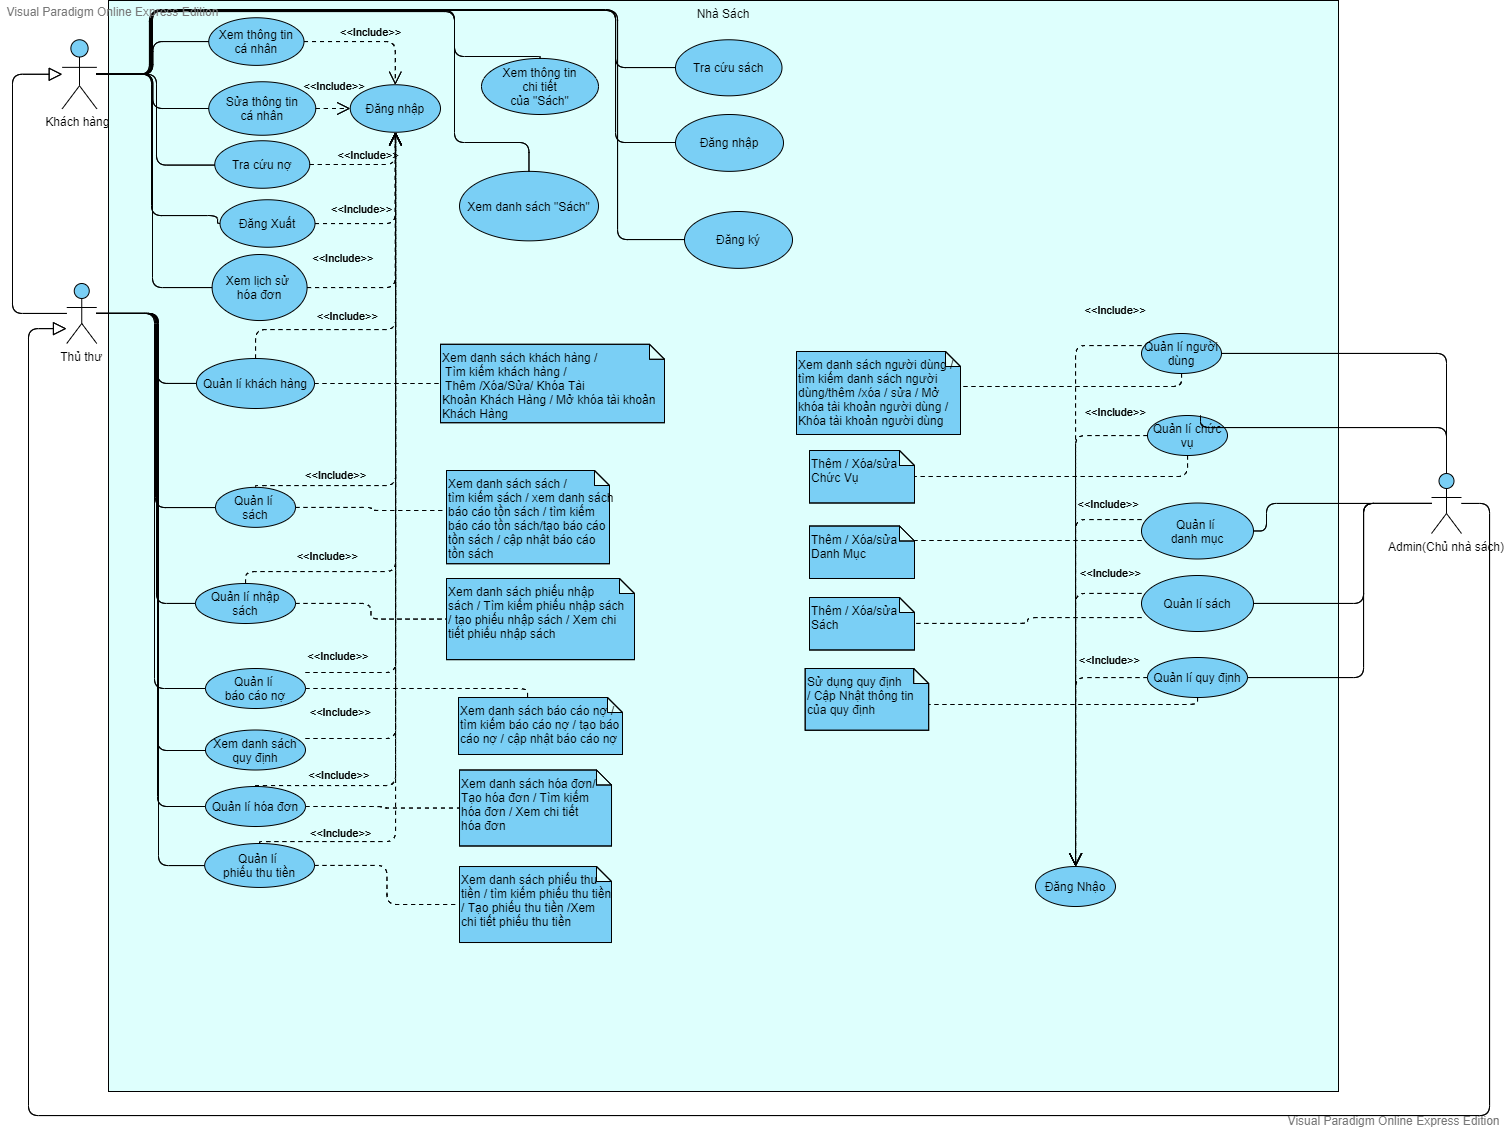 Visual Paradigm Online Express Edition
Nhà Sách
Khách hàng
Thủ thư
Admin(Chủ nhà sách)
Xem thông tin
cá nhân
<<Include>>
Sửa thông tin
cá nhân
<<Include>>
Đăng nhập
Tra cứu nợ
<<Include>>
Đăng Xuất
<<Include>>
Xem lịch sử
hóa đơn
<<Include>>
Xem thông tin
chi tiết
của "Sách"
Xem danh sách "Sách"
Tra cứu sách
Đăng nhập
Đăng ký
<<Include>>
Quản lí khách hàng
Xem danh sách khách hàng /
Tìm kiếm khách hàng /
Thêm /Xóa/Sửa/ Khóa Tài
Khoản Khách Hàng / Mở khóa tài khoản
Khách Hàng
<<Include>>
Quản lí
sách
Xem danh sách sách /
tìm kiếm sách / xem danh sách
báo cáo tồn sách / tìm kiếm
báo cáo tồn sách/tạo báo cáo
tồn sách / cập nhật báo cáo
tồn sách
<<Include>>
Quản lí nhập
sách
Xem danh sách phiếu nhập
sách / Tìm kiếm phiếu nhập sách
/ tạo phiếu nhập sách / Xem chi
tiết phiếu nhập sách
<<Include>>
Quản lí
báo cáo nợ
Xem danh sách báo cáo nợ /
tìm kiếm báo cáo nợ / tạo báo
cáo nợ / cập nhật báo cáo nợ
<<Include>>
Xem danh sách
quy định
<<Include>>
Quản lí hóa đơn
Xem danh sách hóa đơn/
Tạo hóa đơn / Tìm kiếm
hóa đơn / Xem chi tiết
hóa đơn
<<Include>>
Quản lí
phiếu thu tiền
Xem danh sách phiếu thu
tiền / tìm kiếm phiếu thu tiền
/ Tạo phiếu thu tiền /Xem
chi tiết phiếu thu tiền
<<Include>>
Quản lí người
dùng
Xem danh sách người dùng /
tìm kiếm danh sách người
dùng/thêm /xóa / sửa / Mở
khóa tài khoản người dùng /
Khóa tài khoản người dùng
<<Include>>
Quản lí chức
vụ
Thêm / Xóa/sửa
Chức Vụ
<<Include>>
Quản lí
danh mục
Thêm / Xóa/sửa
Danh Mục
<<Include>>
Quản lí sách
Thêm / Xóa/sửa
Sách
<<Include>>
Quản lí quy định
Sử dụng quy định
/ Cập Nhật thông tin
của quy định
Đăng Nhạo
Visual Paradigm Online Express Edition